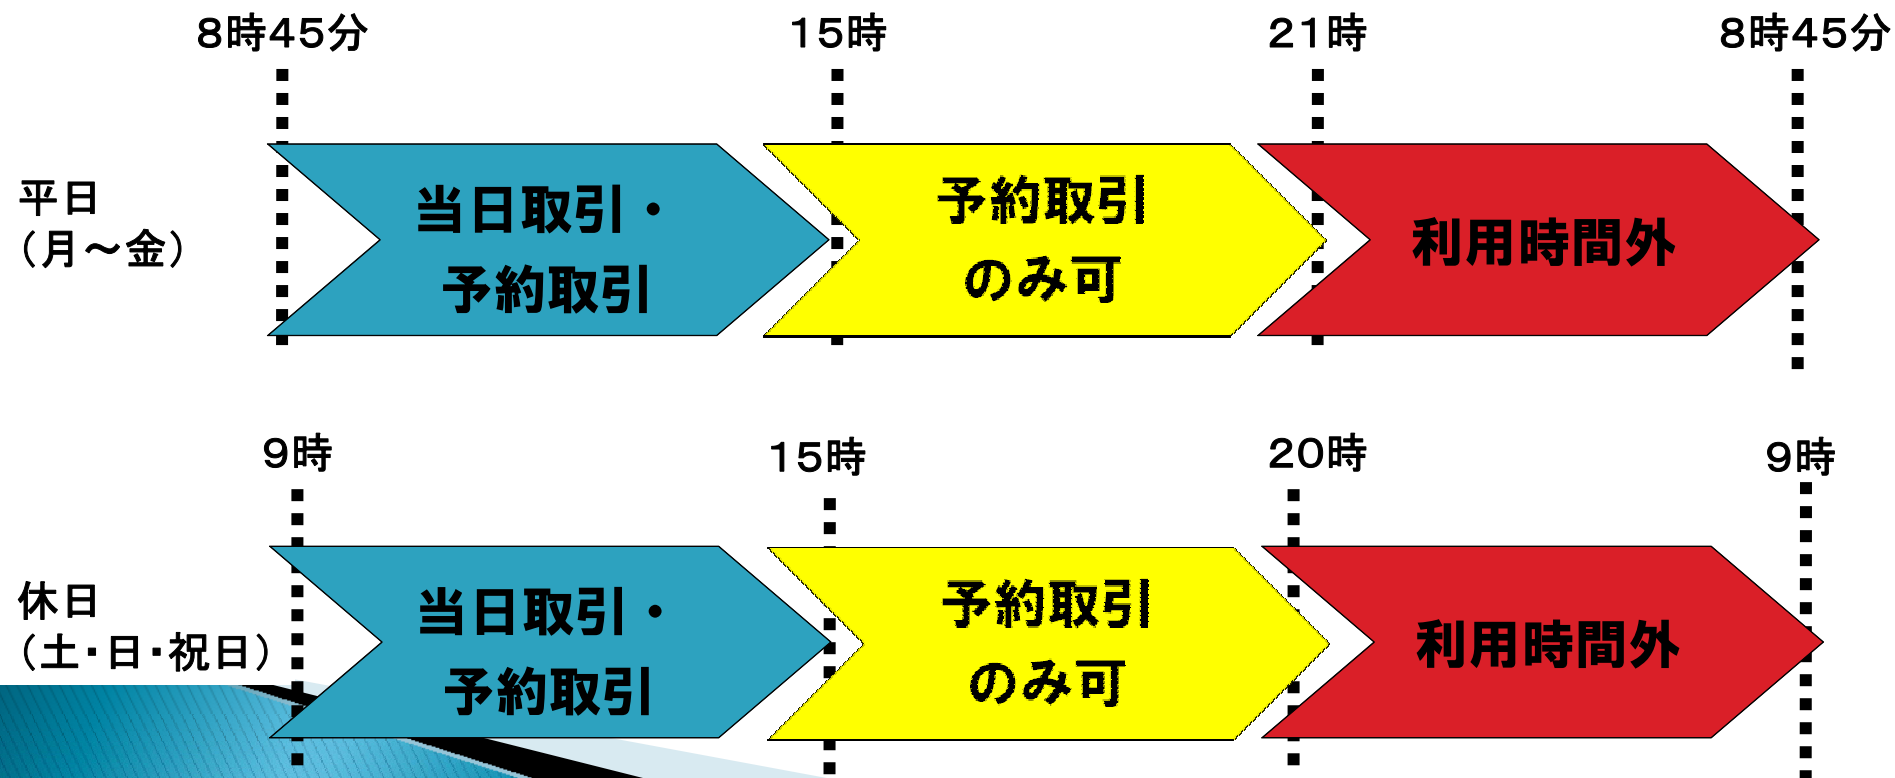 8時45分
15時
21時
8時45分
平日
（月～金）
当日取引・
予約取引
予約取引
のみ可
利用時間外
9時
15時
20時
9時
休日
（土・日・祝日）
当日取引・
予約取引
予約取引
のみ可
利用時間外